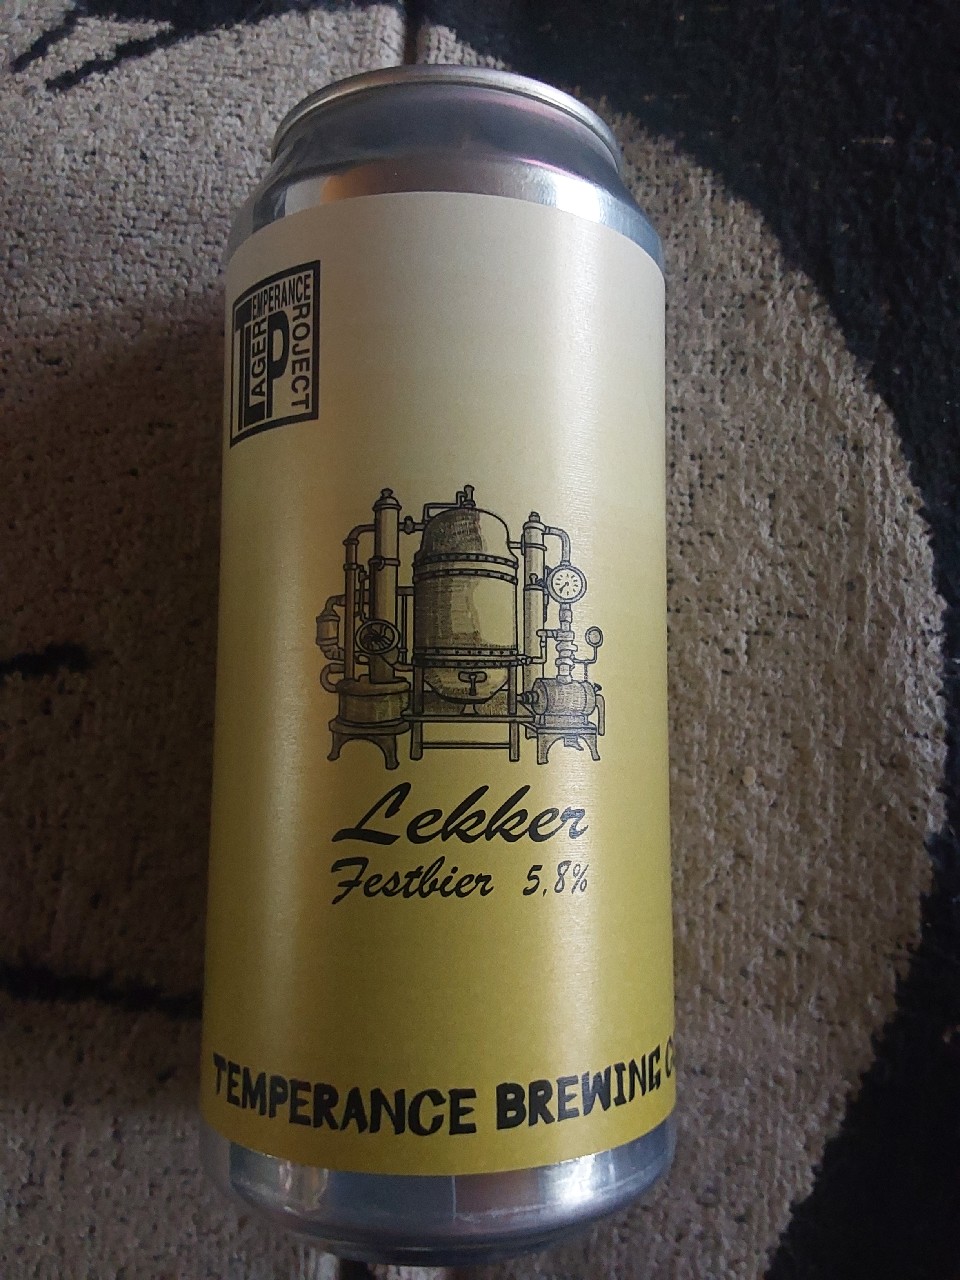 TEMPERANCE
LAGER
PROJECT
Lekker
Festbier 5,8%
TEMPERANCE BREWING